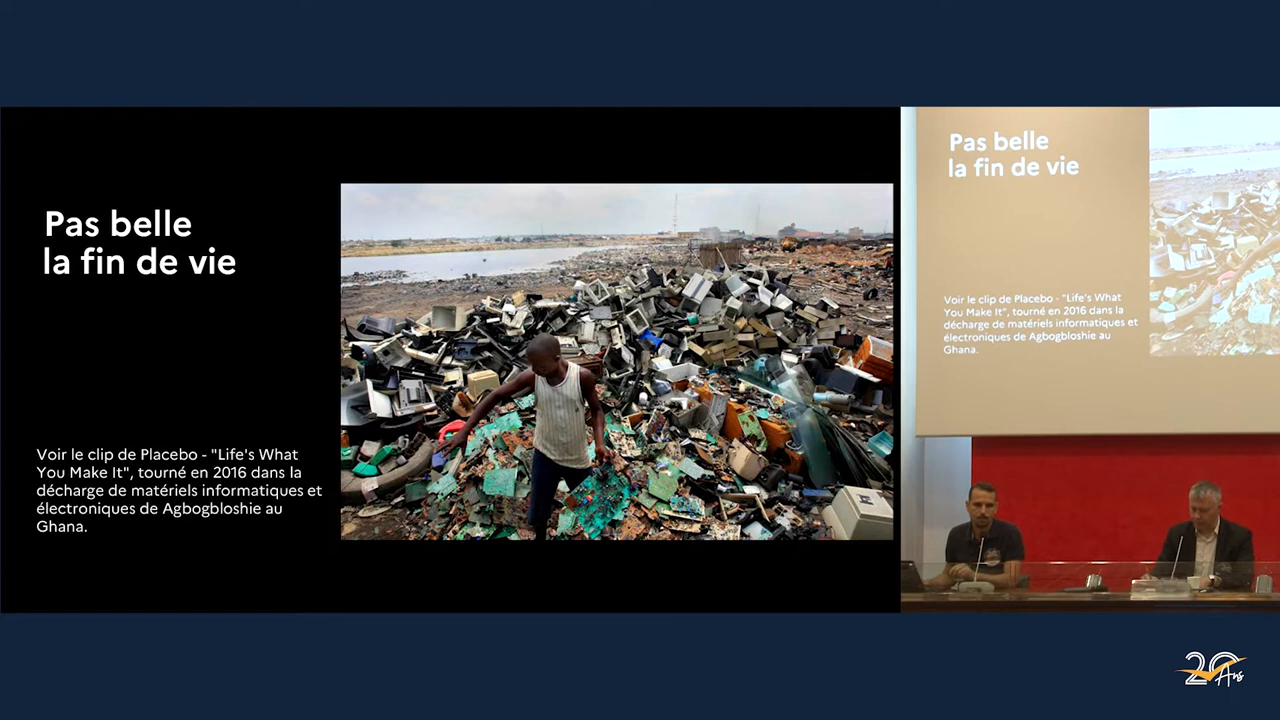 Pas belle
la fin de vie
Voir le clip de Placebo - "Life's What
You Make It", tourné en 2016 dans la
décharge de matériels informatiques et
électroniques de Agbogbloshie au
Ghana.
Pas belle
la fin de vie
Voir le clip de Placebo - "Life's What
You Make It", tourné en 2016 dans la
décharge de matériels informatiques et
électroniques de Agbogbloshie au
Ghana.
20
Ans